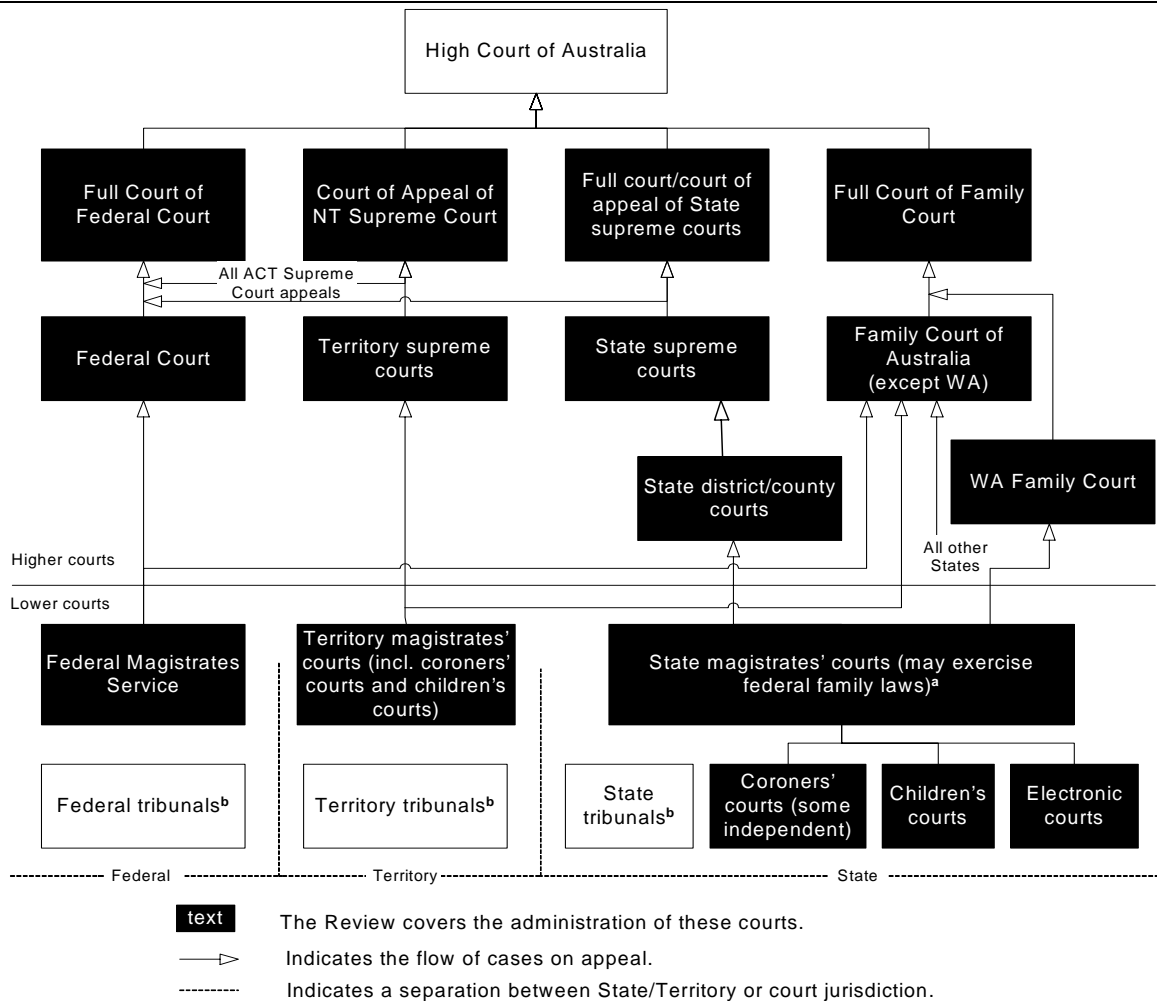 High Court of Australia
Full Court of
Federal Court
Court of Appeal of
NT Supreme Court
Full court/court of
appeal of State
supreme courts
Full Court of Family
Court
All ACT Supreme
Court appeals
Federal Court
Territory supreme
courts
State supreme
courts
Family Court of
Australia
(except WA)
State district/county
courts
WA Family Court
Higher courts
All other
States
Lower courts
Federal Magistrates
Service
Territory magistrates’
courts (incl. coroners’
courts and children’s
courts)
State magistrates’ courts (may exercise
federal family laws)a
Federal tribunalsb
Territory tribunalsb
State
tribunalsb
Coroners’
courts (some
independent)
Children’s
courts
Electronic
courts
Federal
Territory
State
text
The Review covers the administration of these courts.
Indicates the flow of cases on appeal.
Indicates a separation between State/Territory or court jurisdiction.